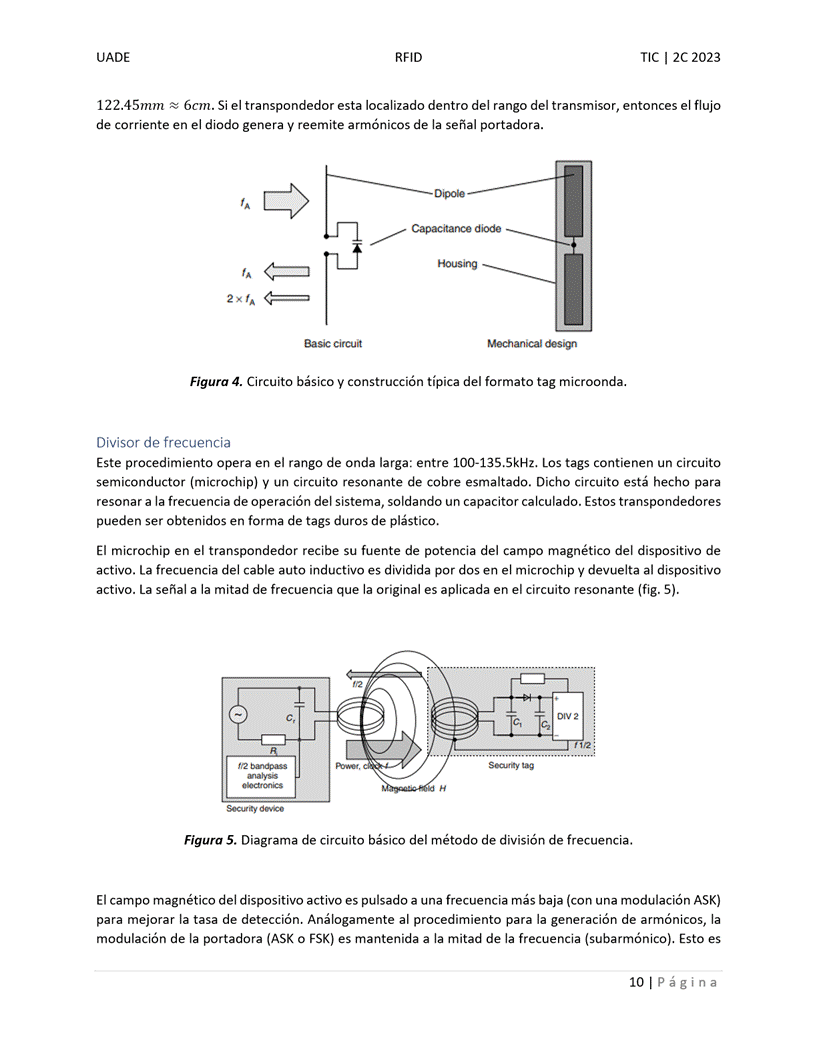 UADE RFID TIC | 2C 2023
122.45mm ≈ 6cm. Si el transpondedor esta localizado dentro del rango del transmisor, entonces el flujo
de corriente en el diodo genera y reemite armónicos de la señal portadora.
fA
Dipole
Capacitance diode
fA
Housing
2 × fA
Basic circuit
Mechanical design
Figura 4. Circuito básico y construcción típica del formato tag microonda.
Divisor de frecuencia
Este procedimiento opera en el rango de onda larga: entre 100-135.5kHz. Los tags contienen un circuito
semiconductor (microchip) y un circuito resonante de cobre esmaltado. Dicho circuito está hecho para
resonar a la frecuencia de operación del sistema, soldando un capacitor calculado. Estos transpondedores
pueden ser obtenidos en forma de tags duros de plástico.
El microchip en el transpondedor recibe su fuente de potencia del campo magnético del dispositivo de
activo. La frecuencia del cable auto inductivo es dividida por dos en el microchip y devuelta al dispositivo
activo. La señal a la mitad de frecuencia que la original es aplicada en el circuito resonante (fig. 5).
f/2
~
Cr
Ri
f/2 bandpass
analysis
electronics
Security device
Power, clock f
Magnetic field H
C1
C2
+
DIV 2
–
f 1/2
Security tag
Figura 5. Diagrama de circuito básico del método de división de frecuencia.
El campo magnético del dispositivo activo es pulsado a una frecuencia más baja (con una modulación ASK)
para mejorar la tasa de detección. Análogamente al procedimiento para la generación de armónicos, la
modulación de la portadora (ASK o FSK) es mantenida a la mitad de la frecuencia (subarmónico). Esto es
10 | Página